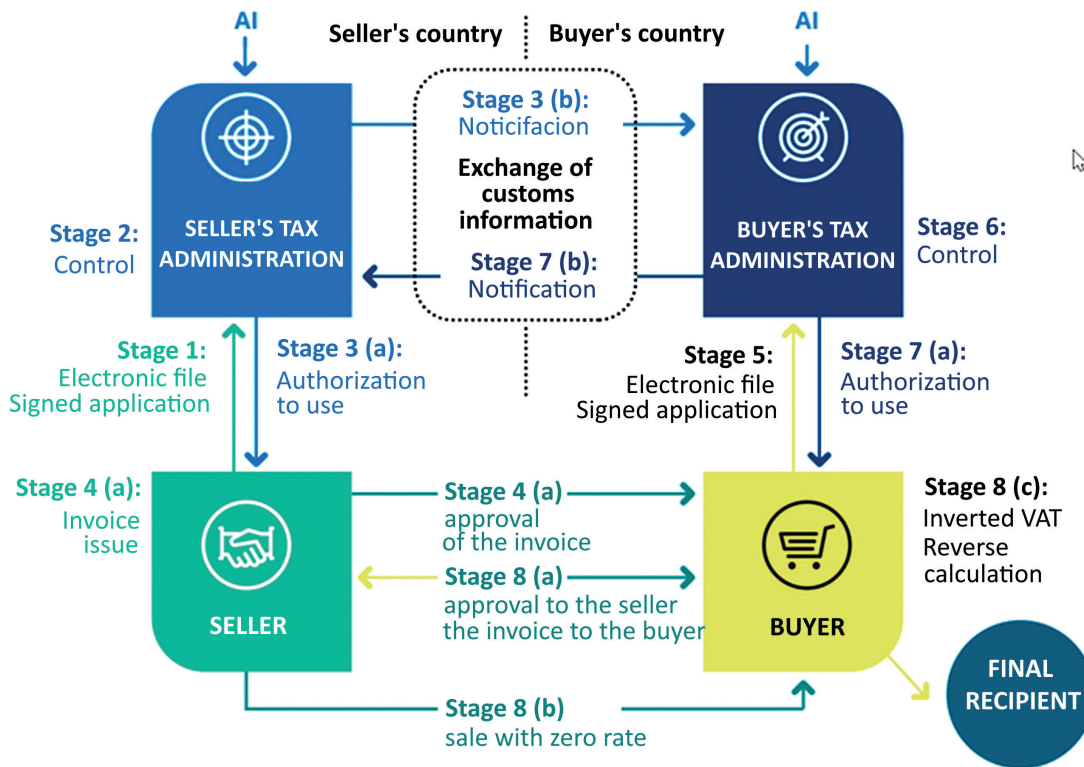 AI
Seller's country
Buyer's country
AI
Stage 3 (b):
Noticifacion
Exchange of
customs
information
Stage 7 (b):
Notification
SELLER'S TAX
ADMINISTRATION
BUYER'S TAX
ADMINISTRATION
Stage 2:
Control
Stage 6:
Control
Stage 1:
Electronic file
Signed application
Stage 3 (a):
Authorization
to use
Stage 5:
Electronic file
Signed application
Stage 7 (a):
Authorization
to use
Stage 4 (a):
Invoice
issue
SELLER
Stage 4 (a)
approval
of the invoice
Stage 8 (a)
approval to the seller
the invoice to the buyer
BUYER
Stage 8 (c):
Inverted VAT
Reverse
calculation
Stage 8 (b)
sale with zero rate
FINAL
RECIPIENT